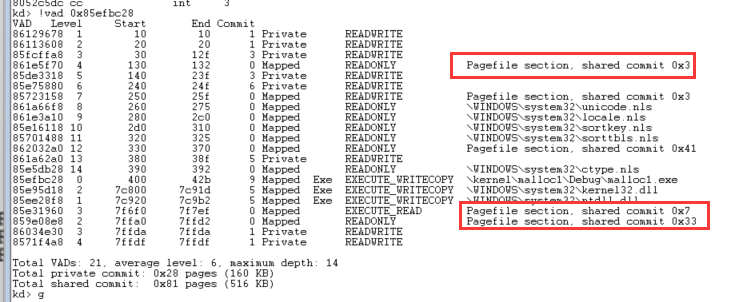 8052c5dc cc int 3
kd> !vad 0x85efbc28
VAD Level Start End Commit
86129678 1 10 10 1 Private READWRITE
86113608 2 20 20 1 Private READWRITE
85fcffa8 3 30 12f 3 Private READWRITE
861e5f70 4 130 132 0 Mapped READONLY Pagefile section, shared commit 0x3
85de3318 5 140 23f 3 Private READWRITE
85e75880 6 240 24f 6 Private READWRITE
85723158 7 250 25f 0 Mapped READWRITE Pagefile section, shared commit 0x3
861a66f8 8 260 275 0 Mapped READONLY \WINDOWS\system32\unicode.nls
861e3a10 9 280 2c0 0 Mapped READONLY \WINDOWS\system32\locale.nls
85e16118 10 2d0 310 0 Mapped READONLY \WINDOWS\system32\sortkey.nls
85701488 11 320 325 0 Mapped READONLY \WINDOWS\system32\sorttbls.nls
862032a0 12 330 370 0 Mapped READONLY Pagefile section, shared commit 0x41
861a62a0 13 380 38f 5 Private READWRITE
85e5db28 14 390 392 0 Mapped READONLY \WINDOWS\system32\ctype.nls
85efbc28 0 400 42b 9 Mapped Exe EXECUTE_WRITECOPY \kernel\malloc1\Debug\malloc1.exe
85e95d18 2 7c800 7c91d 5 Mapped Exe EXECUTE_WRITECOPY \WINDOWS\system32\kernel32.dll
85ee28f8 1 7c920 7c9b2 5 Mapped Exe EXECUTE_WRITECOPY \WINDOWS\system32\ntdll.dll
85e31960 3 7f6f0 7f7ef 0 Mapped EXECUTE_READ Pagefile section, shared commit 0x7
859e08e8 2 7ffa0 7ffd2 0 Mapped READONLY Pagefile section, shared commit 0x33
86034e30 3 7ffda 7ffda 1 Private READWRITE
8571f4a8 4 7ffdf 7ffdf 1 Private READWRITE
Total VADs: 21, average level: 6, maximum depth: 14
Total private commit: 0x28 pages (160 KB)
Total shared commit: 0x81 pages (516 KB)
kd> g